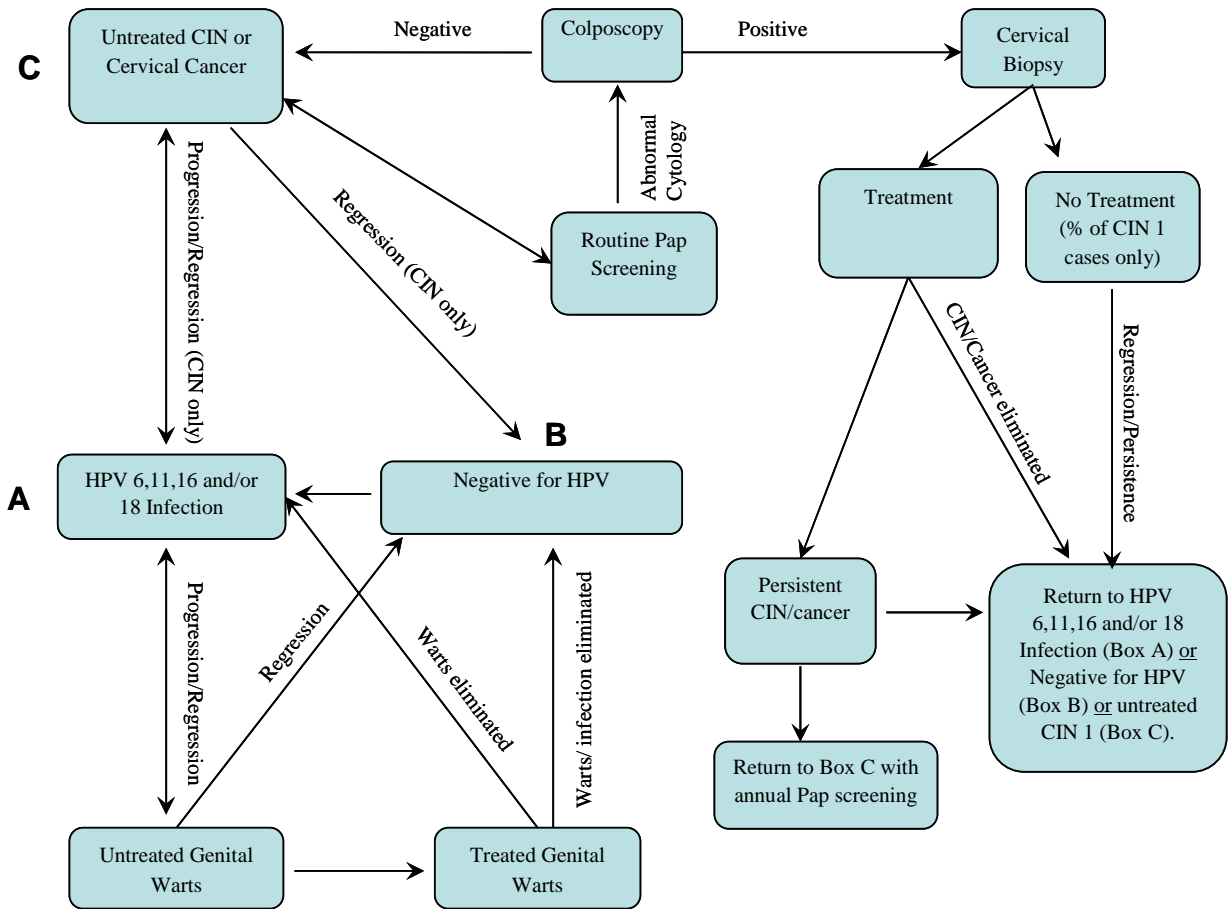 Untreated CIN or
Cervical Cancer
Negative
Colposcopy
Positive
Cervical
Biopsy
C
Abnormal
Cytology
Progression/Regression (CIN only)
Regression (CIN only)
Routine Pap
Screening
Treatment
No Treatment
(% of CIN 1
cases only)
CIN/Cancer eliminated
Regression/Persistence
B
A
HPV 6,11,16 and/or
18 Infection
Negative for HPV
Progression/Regression
Regression
Warts eliminated
Warts/ infection eliminated
Persistent
CIN/cancer
Return to HPV
6,11,16 and/or 18
Infection (Box A) or
Negative for HPV
(Box B) or untreated
CIN 1 (Box C).
Return to Box C with
annual Pap screening
Untreated Genital
Warts
Treated Genital
Warts